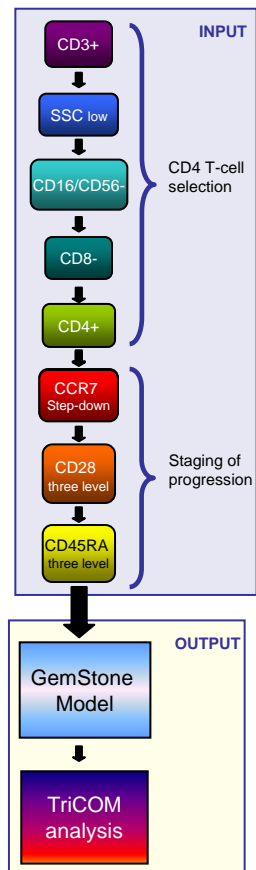 INPUT
CD3+
SSC low
CD16/CD56-
CD8-
CD4+
CD4 T-cell
selection
CCR7
Step-down
CD28
three level
CD45RA
three level
Staging of
progression
OUTPUT
GemStone
Model
TriCOM
analysis